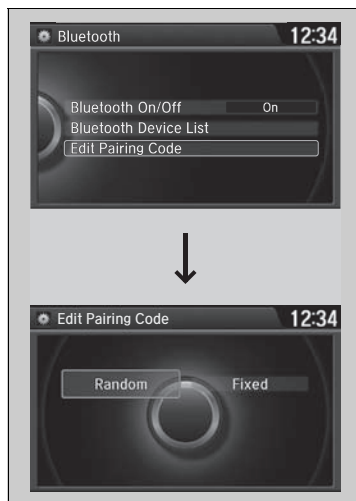 Bluetooth 12:34
Bluetooth On/Off On
Bluetooth Device List
Edit Pairing Code
Edit Pairing Code 12:34
Random Fixed